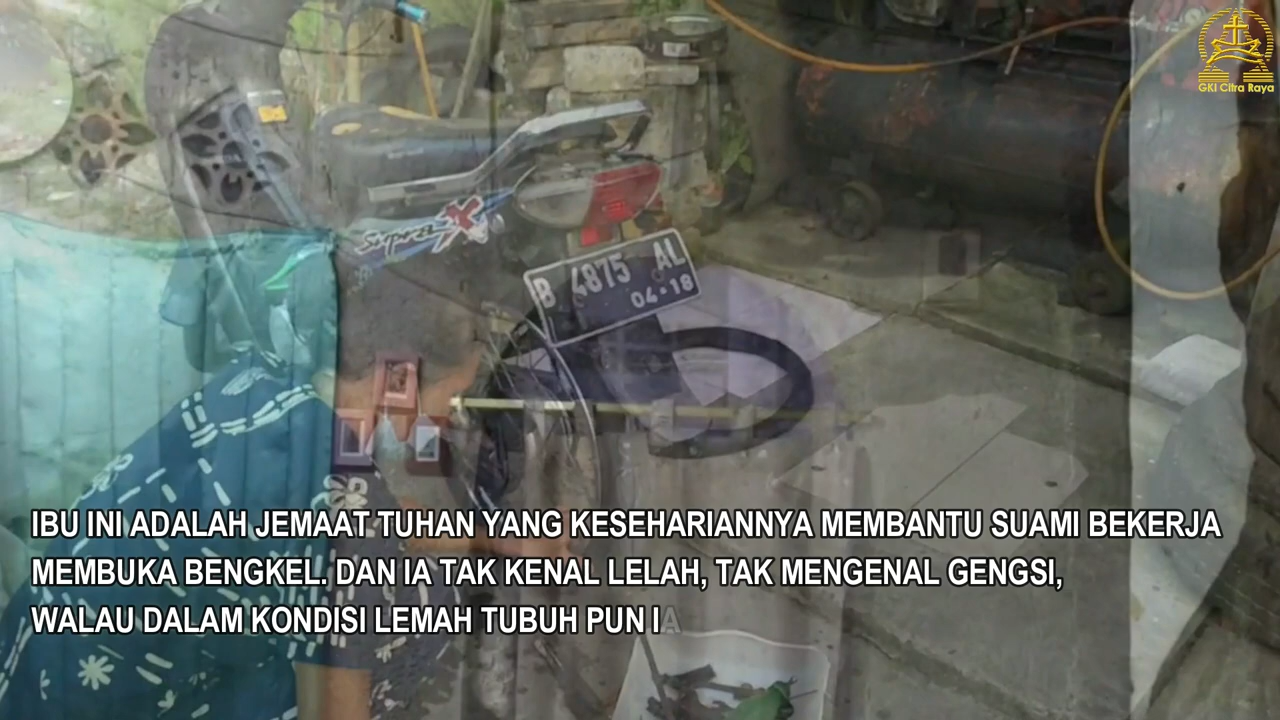 GKI Citra Raya
Supra X
B 4875 AL
04-18
IBU INI ADALAH JEMAAT TUHAN YANG KESEHARIANNYA MEMBANTU SUAMI BEKERJA
MEMBUKA BENGKEL. DAN IA TAK KENAL LELAH, TAK MENGENAL GENGSI,
WALAU DALAM KONDISI LEMAH TUBUH PUN IA